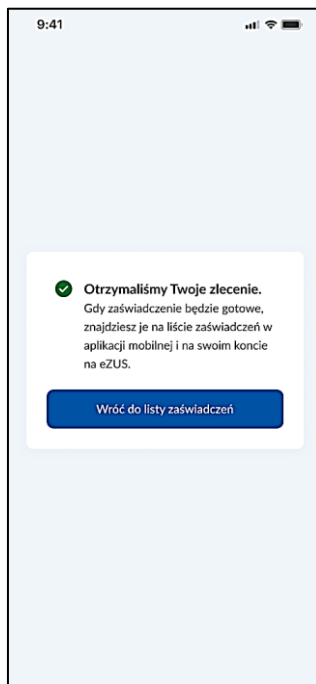 9:41
Otrzymaliśmy Twoje zlecenie.
Gdy zaświadczenie będzie gotowe,
znajdziesz je na liście zaświadczeń w
aplikacji mobilnej i na swoim koncie
na eZUS.
Wróć do listy zaświadczeń